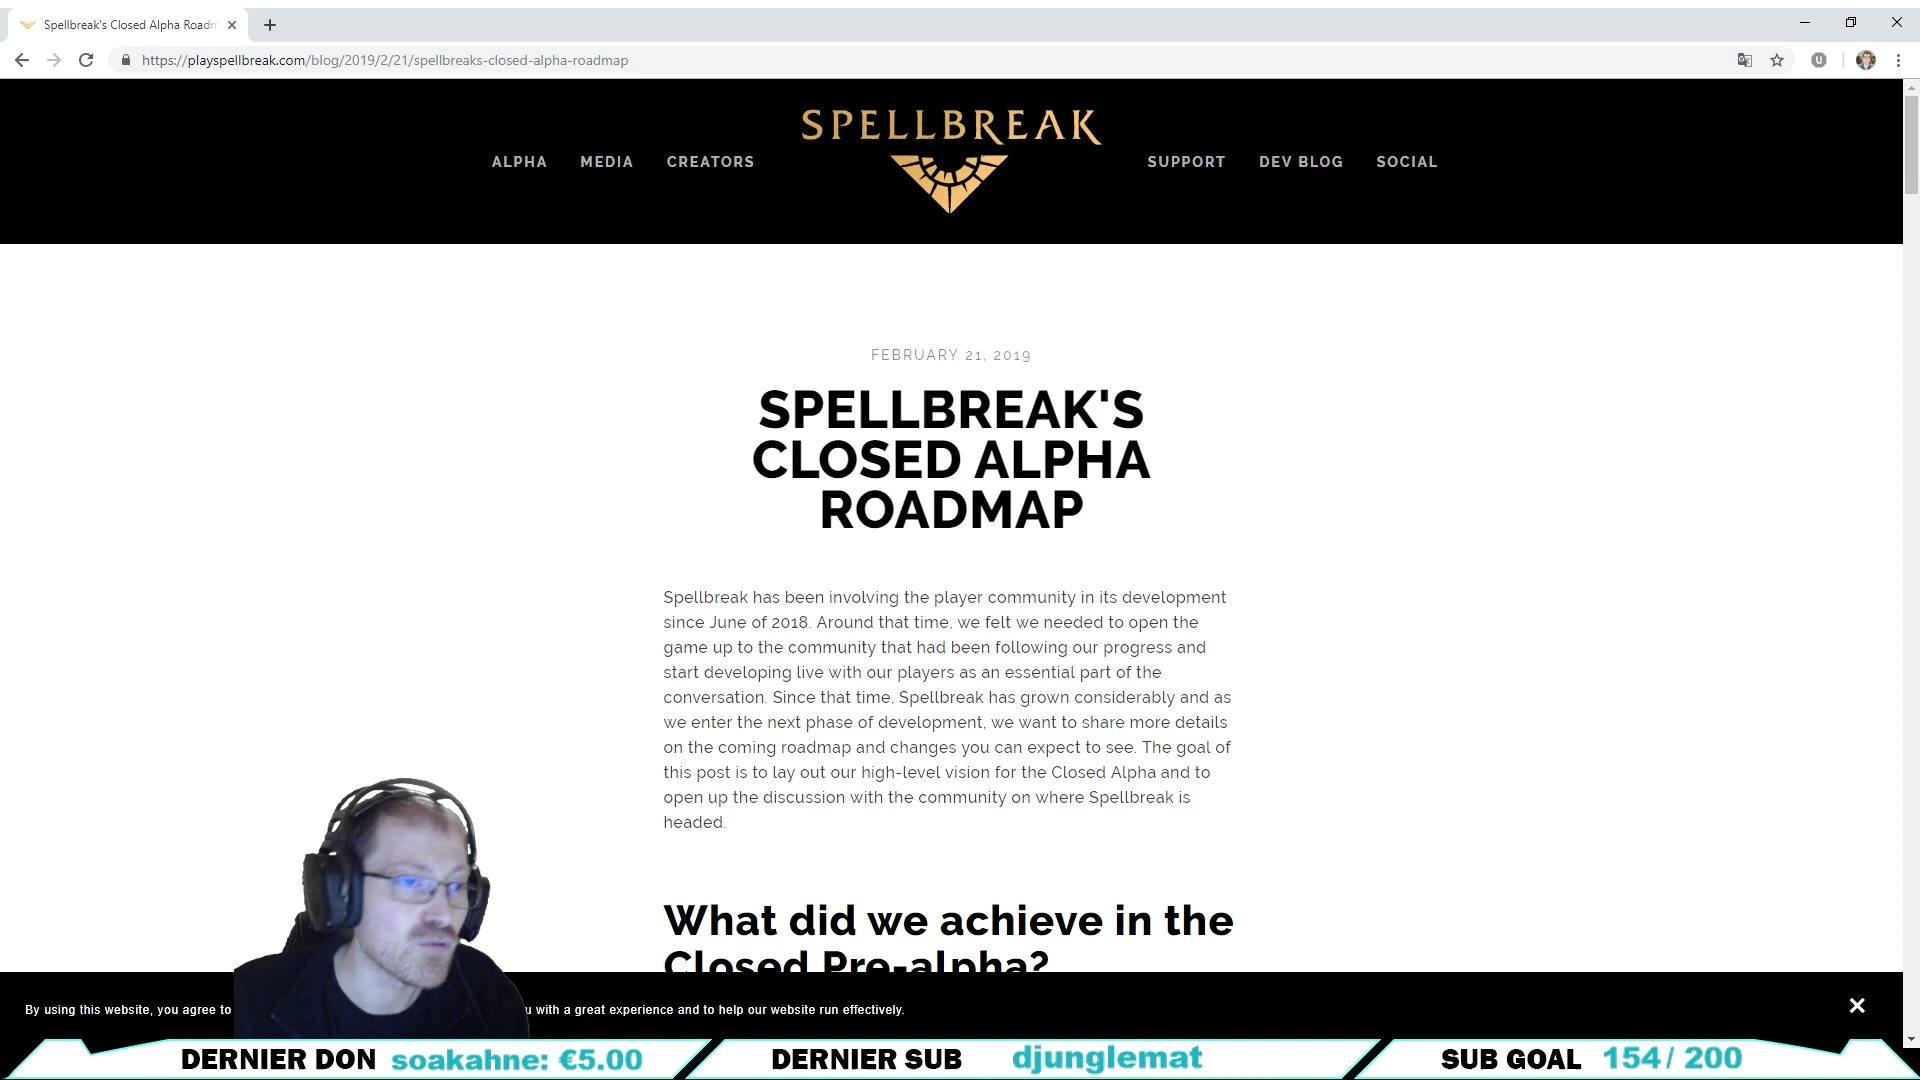 Spellbreak's Closed Alpha Roadm
https://playspellbreak.com/blog/2019/2/21/spellbreaks-closed-alpha-roadmap
SPELLBREAK
ALPHA MEDIA CREATORS SUPPORT DEV BLOG SOCIAL
FEBRUARY 21, 2019
SPELLBREAK'S
CLOSED ALPHA
ROADMAP
Spellbreak has been involving the player community in its development
since June of 2018. Around that time, we felt we needed to open the
game up to the community that had been following our progress and
start developing live with our players as an essential part of the
conversation. Since that time, Spellbreak has grown considerably and as
we enter the next phase of development, we want to share more details
on the coming roadmap and changes you can expect to see. The goal of
this post is to lay out our high-level vision for the Closed Alpha and to
open up the discussion with the community on where Spellbreak is
headed.
What did we achieve in the
Closed Pre-alpha?
By using this website, you agree to u with a great experience and to help our website run effectively.
DERNIER DON soakahne: €5.00 DERNIER SUB djunglemat SUB GOAL 154 / 200